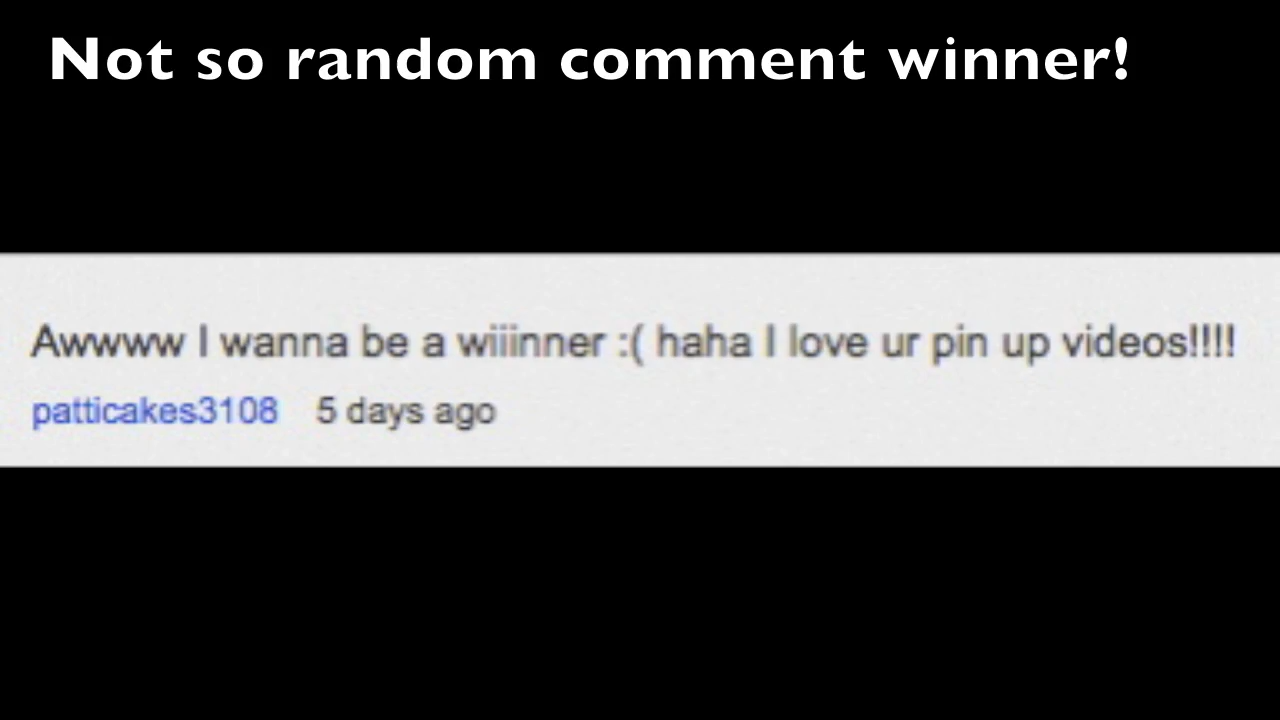 Not so random comment winner!
Awwww I wanna be a wiiinner :( haha I love ur pin up videos!!!!
patticakes3108 5 days ago